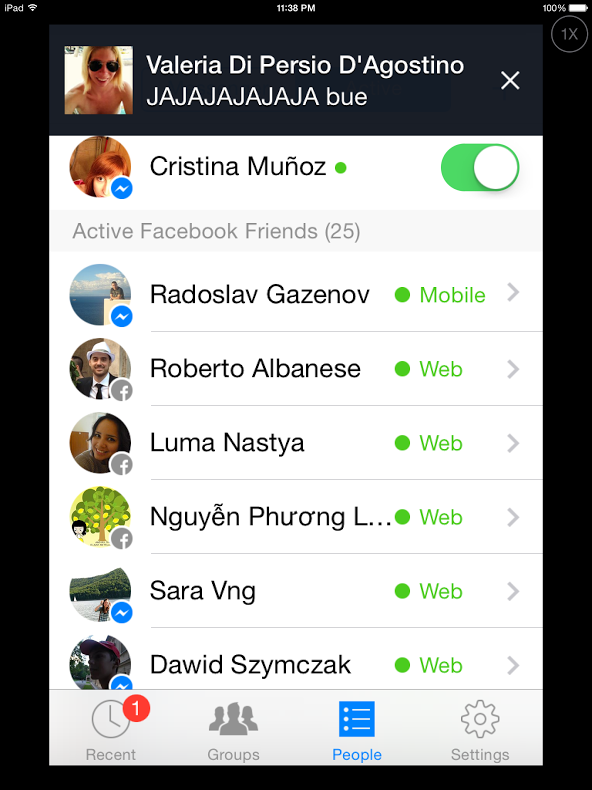 iPad 11:38 PM 100%
1X
Valeria Di Persio D'Agostino
JAJAJAJAJAJA bue
Cristina Muñoz
Active Facebook Friends (25)
Radoslav Gazenov Mobile
Roberto Albanese Web
Luma Nastya Web
Nguyễn Phương L... Web
Sara Vng Web
Dawid Szymczak Web
1
Recent Groups People Settings